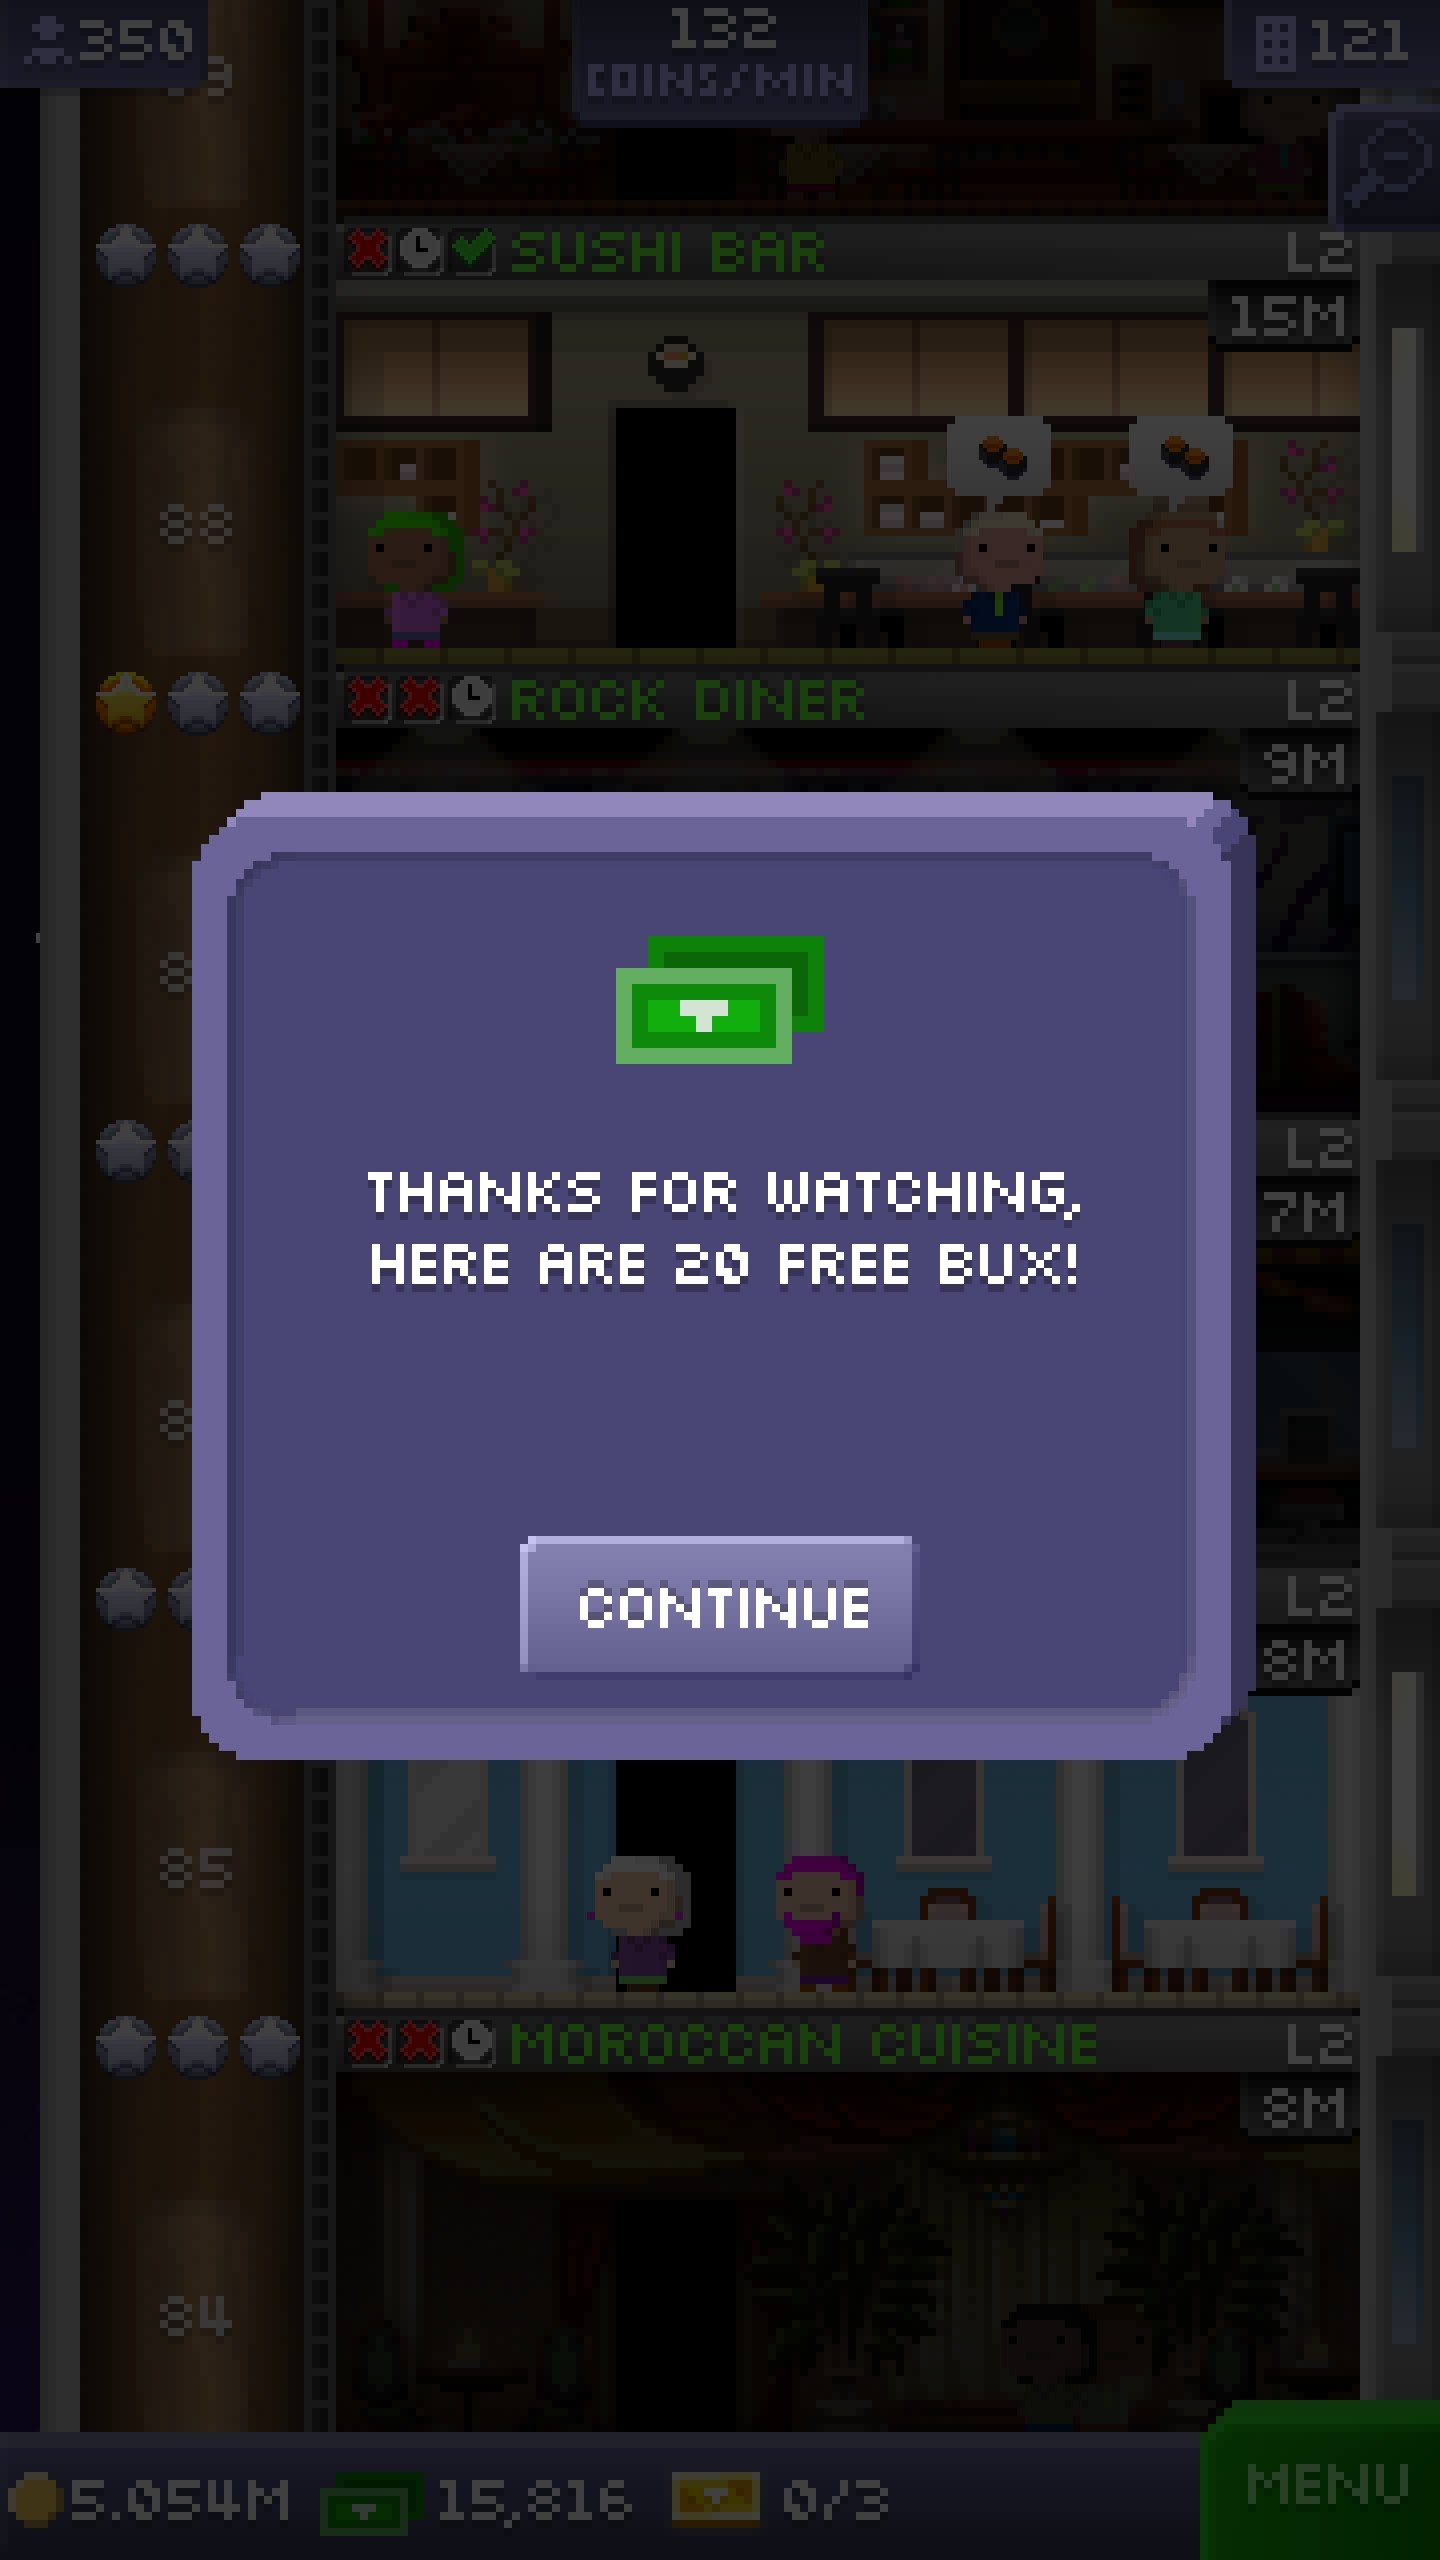 350
132
COINS/MIN
121
SUSHI BAR
L2
15M
88
ROCK DINER
L2
9M
THANKS FOR WATCHING,
HERE ARE 20 FREE BUX!
CONTINUE
L2
7M
L2
8M
85
MOROCCAN CUISINE
L2
8M
84
5.054M
15,816
0/3
MENU